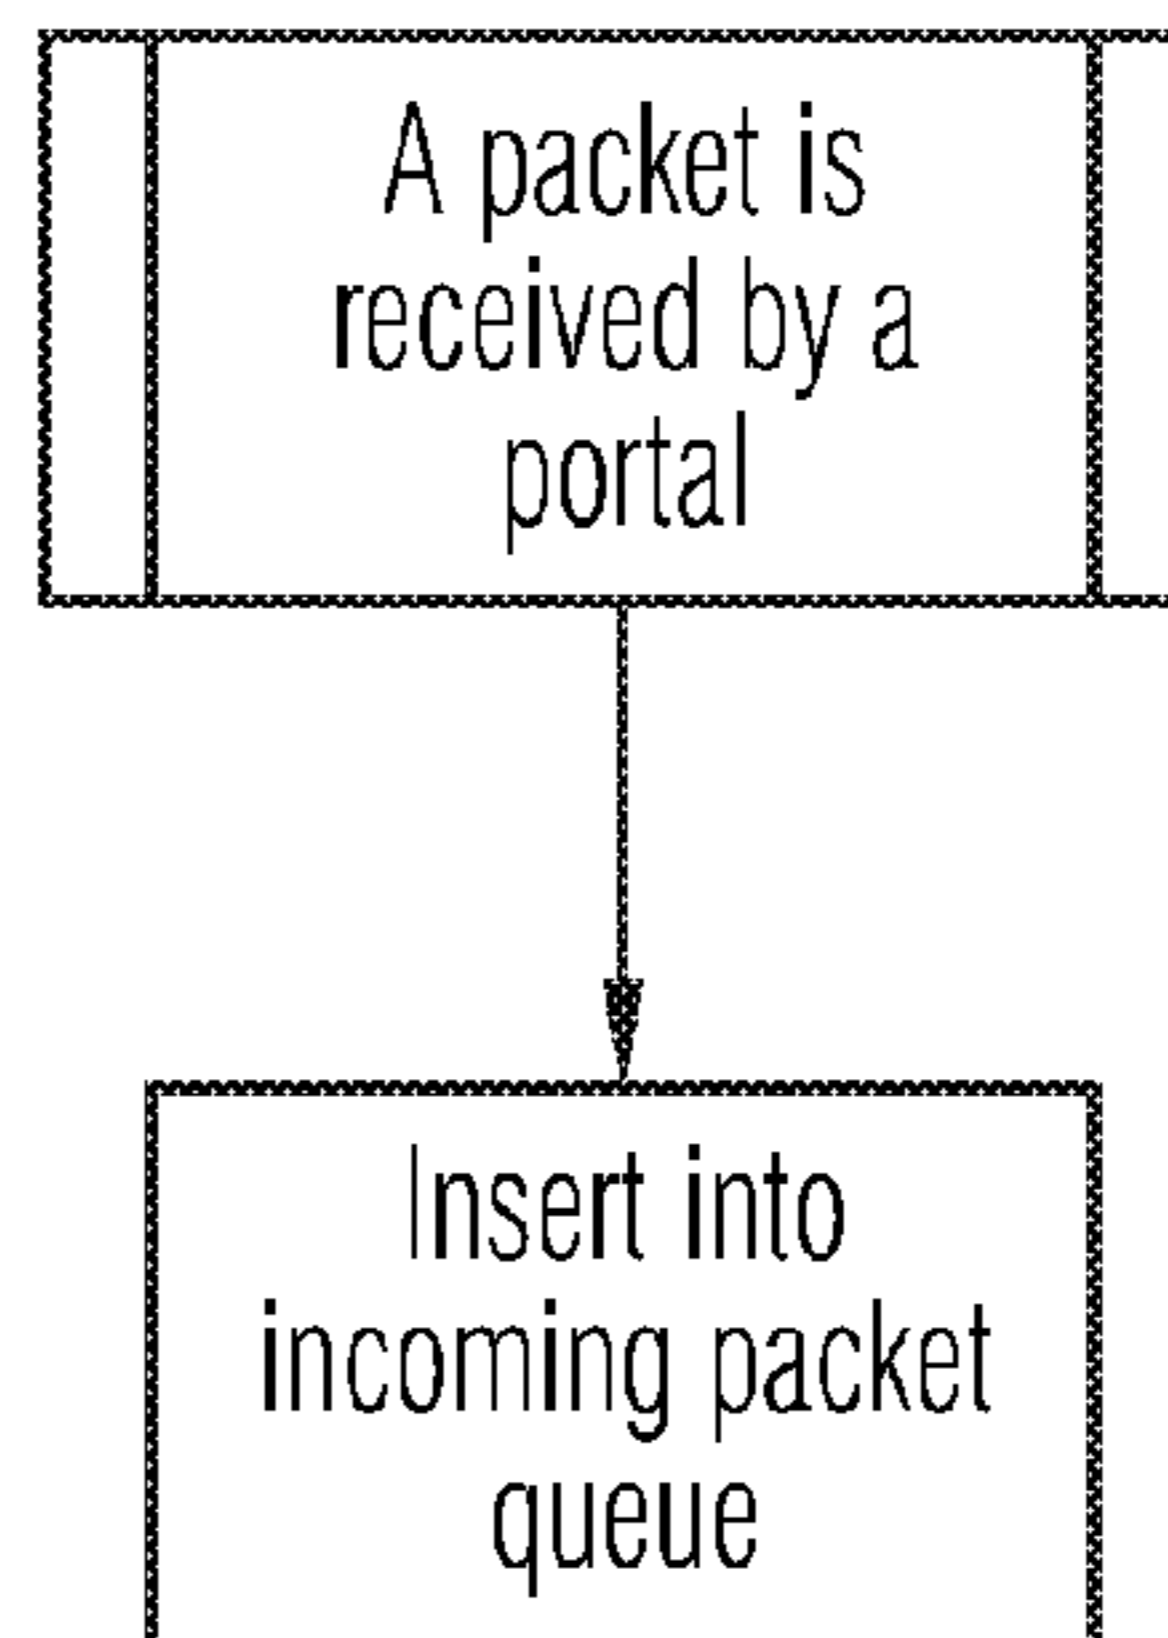 A packet is
received by a
portal
Insert into
incoming packet
queue